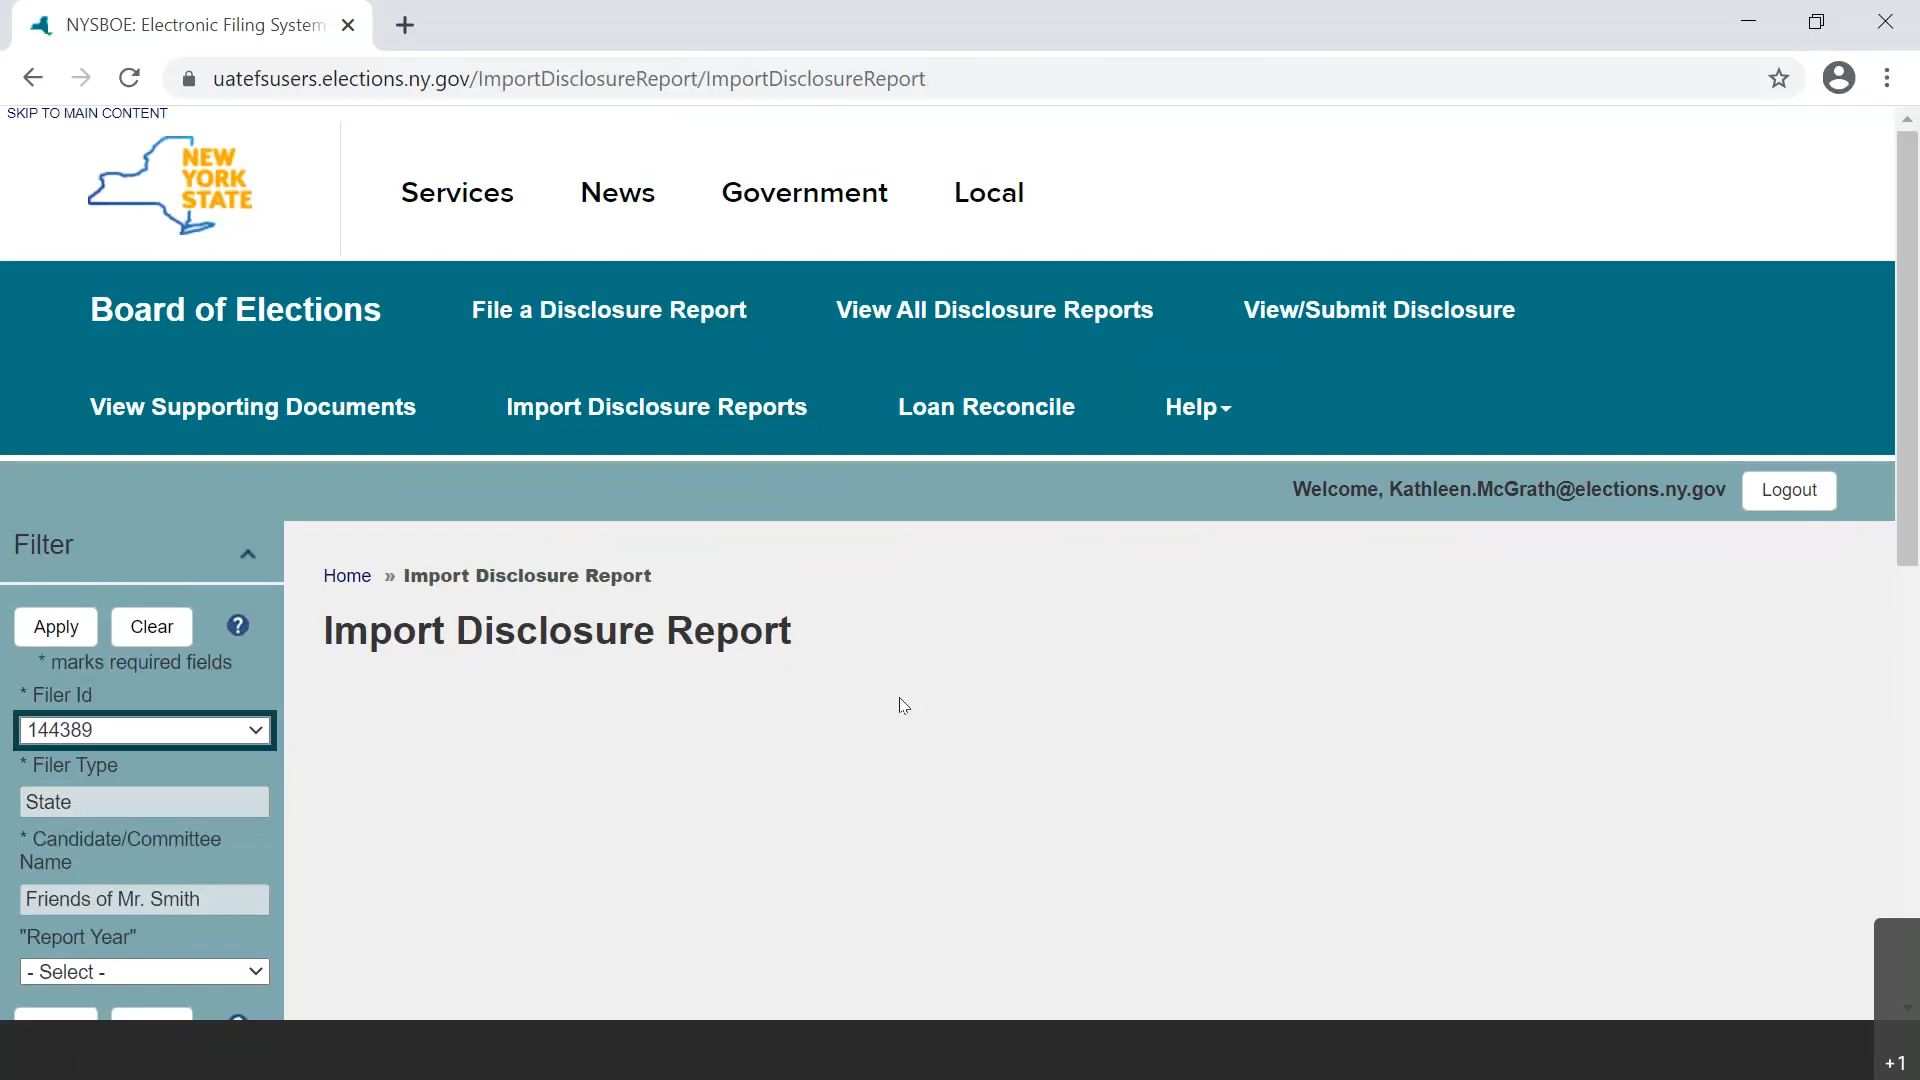 NYSBOE: Electronic Filing System
uatefsusers.elections.ny.gov/ImportDisclosureReport/ImportDisclosureReport
SKIP TO MAIN CONTENT
NEW
YORK
STATE
Services News Government Local
Board of Elections File a Disclosure Report View All Disclosure Reports View/Submit Disclosure
View Supporting Documents Import Disclosure Reports Loan Reconcile Help
Welcome, Kathleen.McGrath@elections.ny.gov Logout
Filter
Home » Import Disclosure Report
Apply Clear ?
Import Disclosure Report
* marks required fields
* Filer Id
144389
* Filer Type
State
* Candidate/Committee
Name
Friends of Mr. Smith
"Report Year"
- Select -
+1